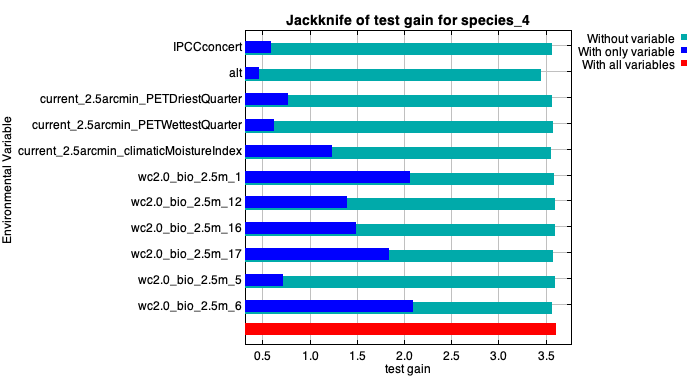 Jackknife of test gain for species_4
Without variable
With only variable
With all variables
Environmental Variable
IPCCconcert
alt
current_2.5arcmin_PETDriestQuarter
current_2.5arcmin_PETWettestQuarter
current_2.5arcmin_climaticMoistureIndex
wc2.0_bio_2.5m_1
wc2.0_bio_2.5m_12
wc2.0_bio_2.5m_16
wc2.0_bio_2.5m_17
wc2.0_bio_2.5m_5
wc2.0_bio_2.5m_6
0.5 1.0 1.5 2.0 2.5 3.0 3.5
test gain